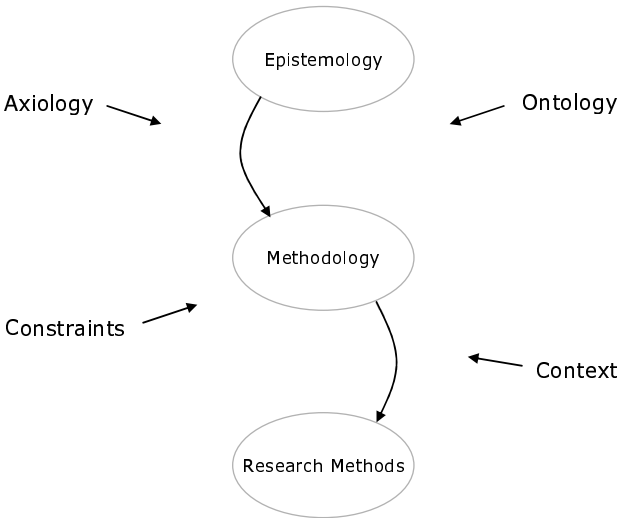 Epistemology
Axiology
Ontology
Methodology
Constraints
Context
Research Methods